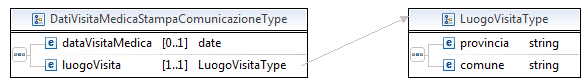 DatiVisitaMedicaStampaComunicazioneType
dataVisitaMedica [0..1] date
luogoVisita [1..1] LuogoVisitaType
LuogoVisitaType
provincia string
comune string